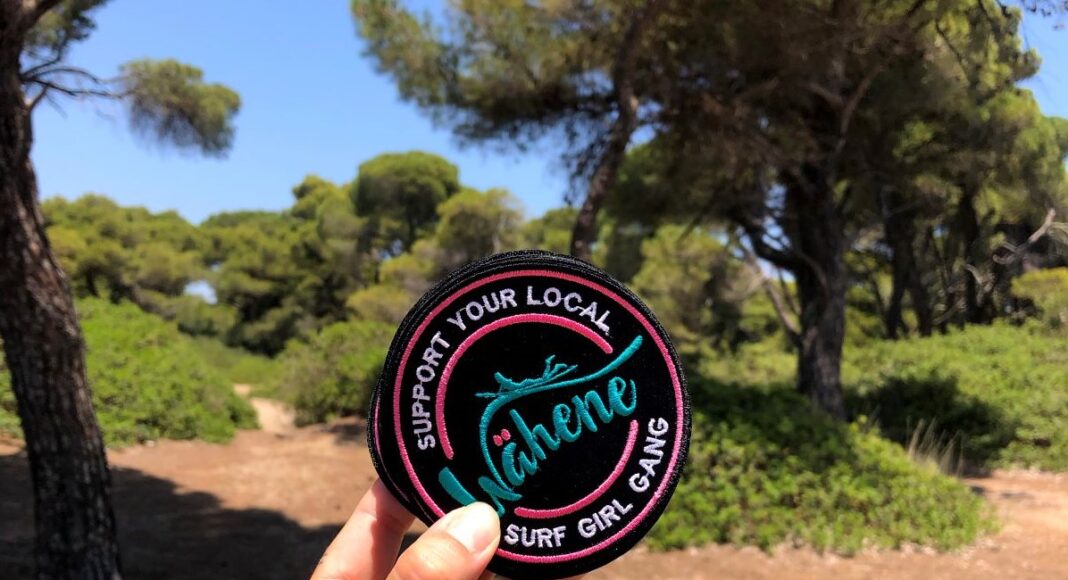 SUPPORT YOUR LOCAL
Wähene
SURF GIRL GANG